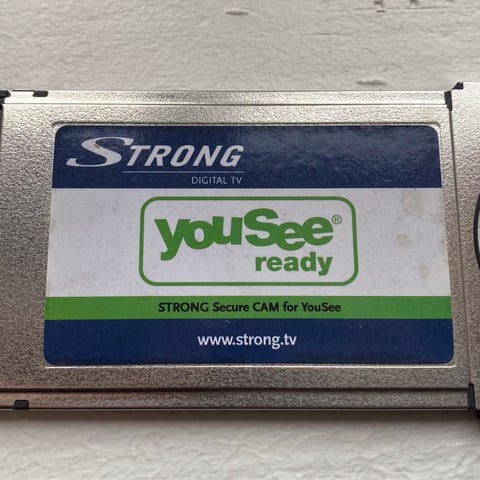 STRONG
DIGITAL TV
youSee®
ready
STRONG Secure CAM for YouSee
www.strong.tv